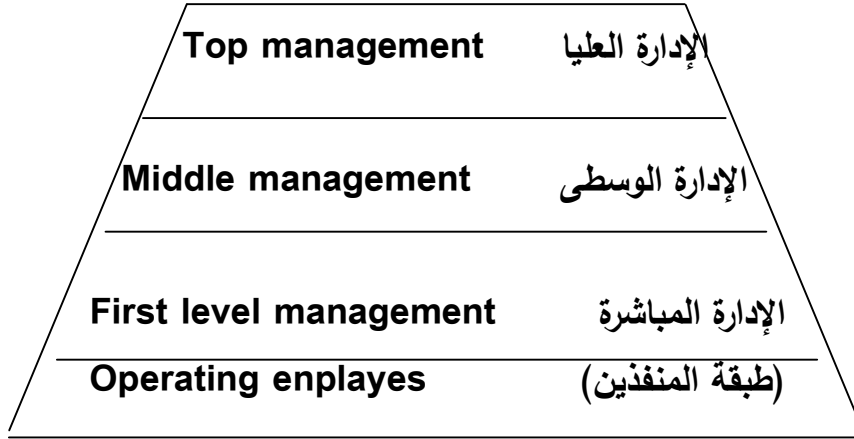 Top management الإدارة العليا
Middle management الإدارة الوسطى
First level management الإدارة المباشرة
Operating enplayes (طبقة المنفذين)